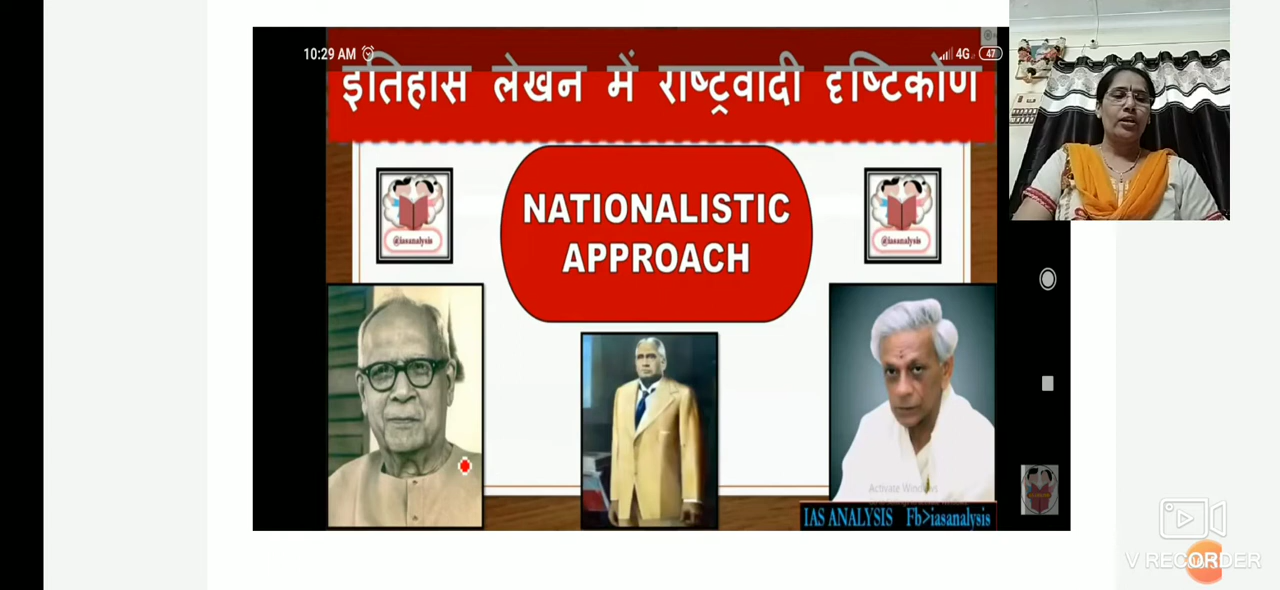 10:29 AM
4G 47
इतिहास लेखन में राष्ट्रवादी दृष्टिकोंण
NATIONALISTIC
APPROACH
@iasanalysis
@iasanalysis
Activate Windows
IAS ANALYSIS Fb>iasanalysis
V RECORDER